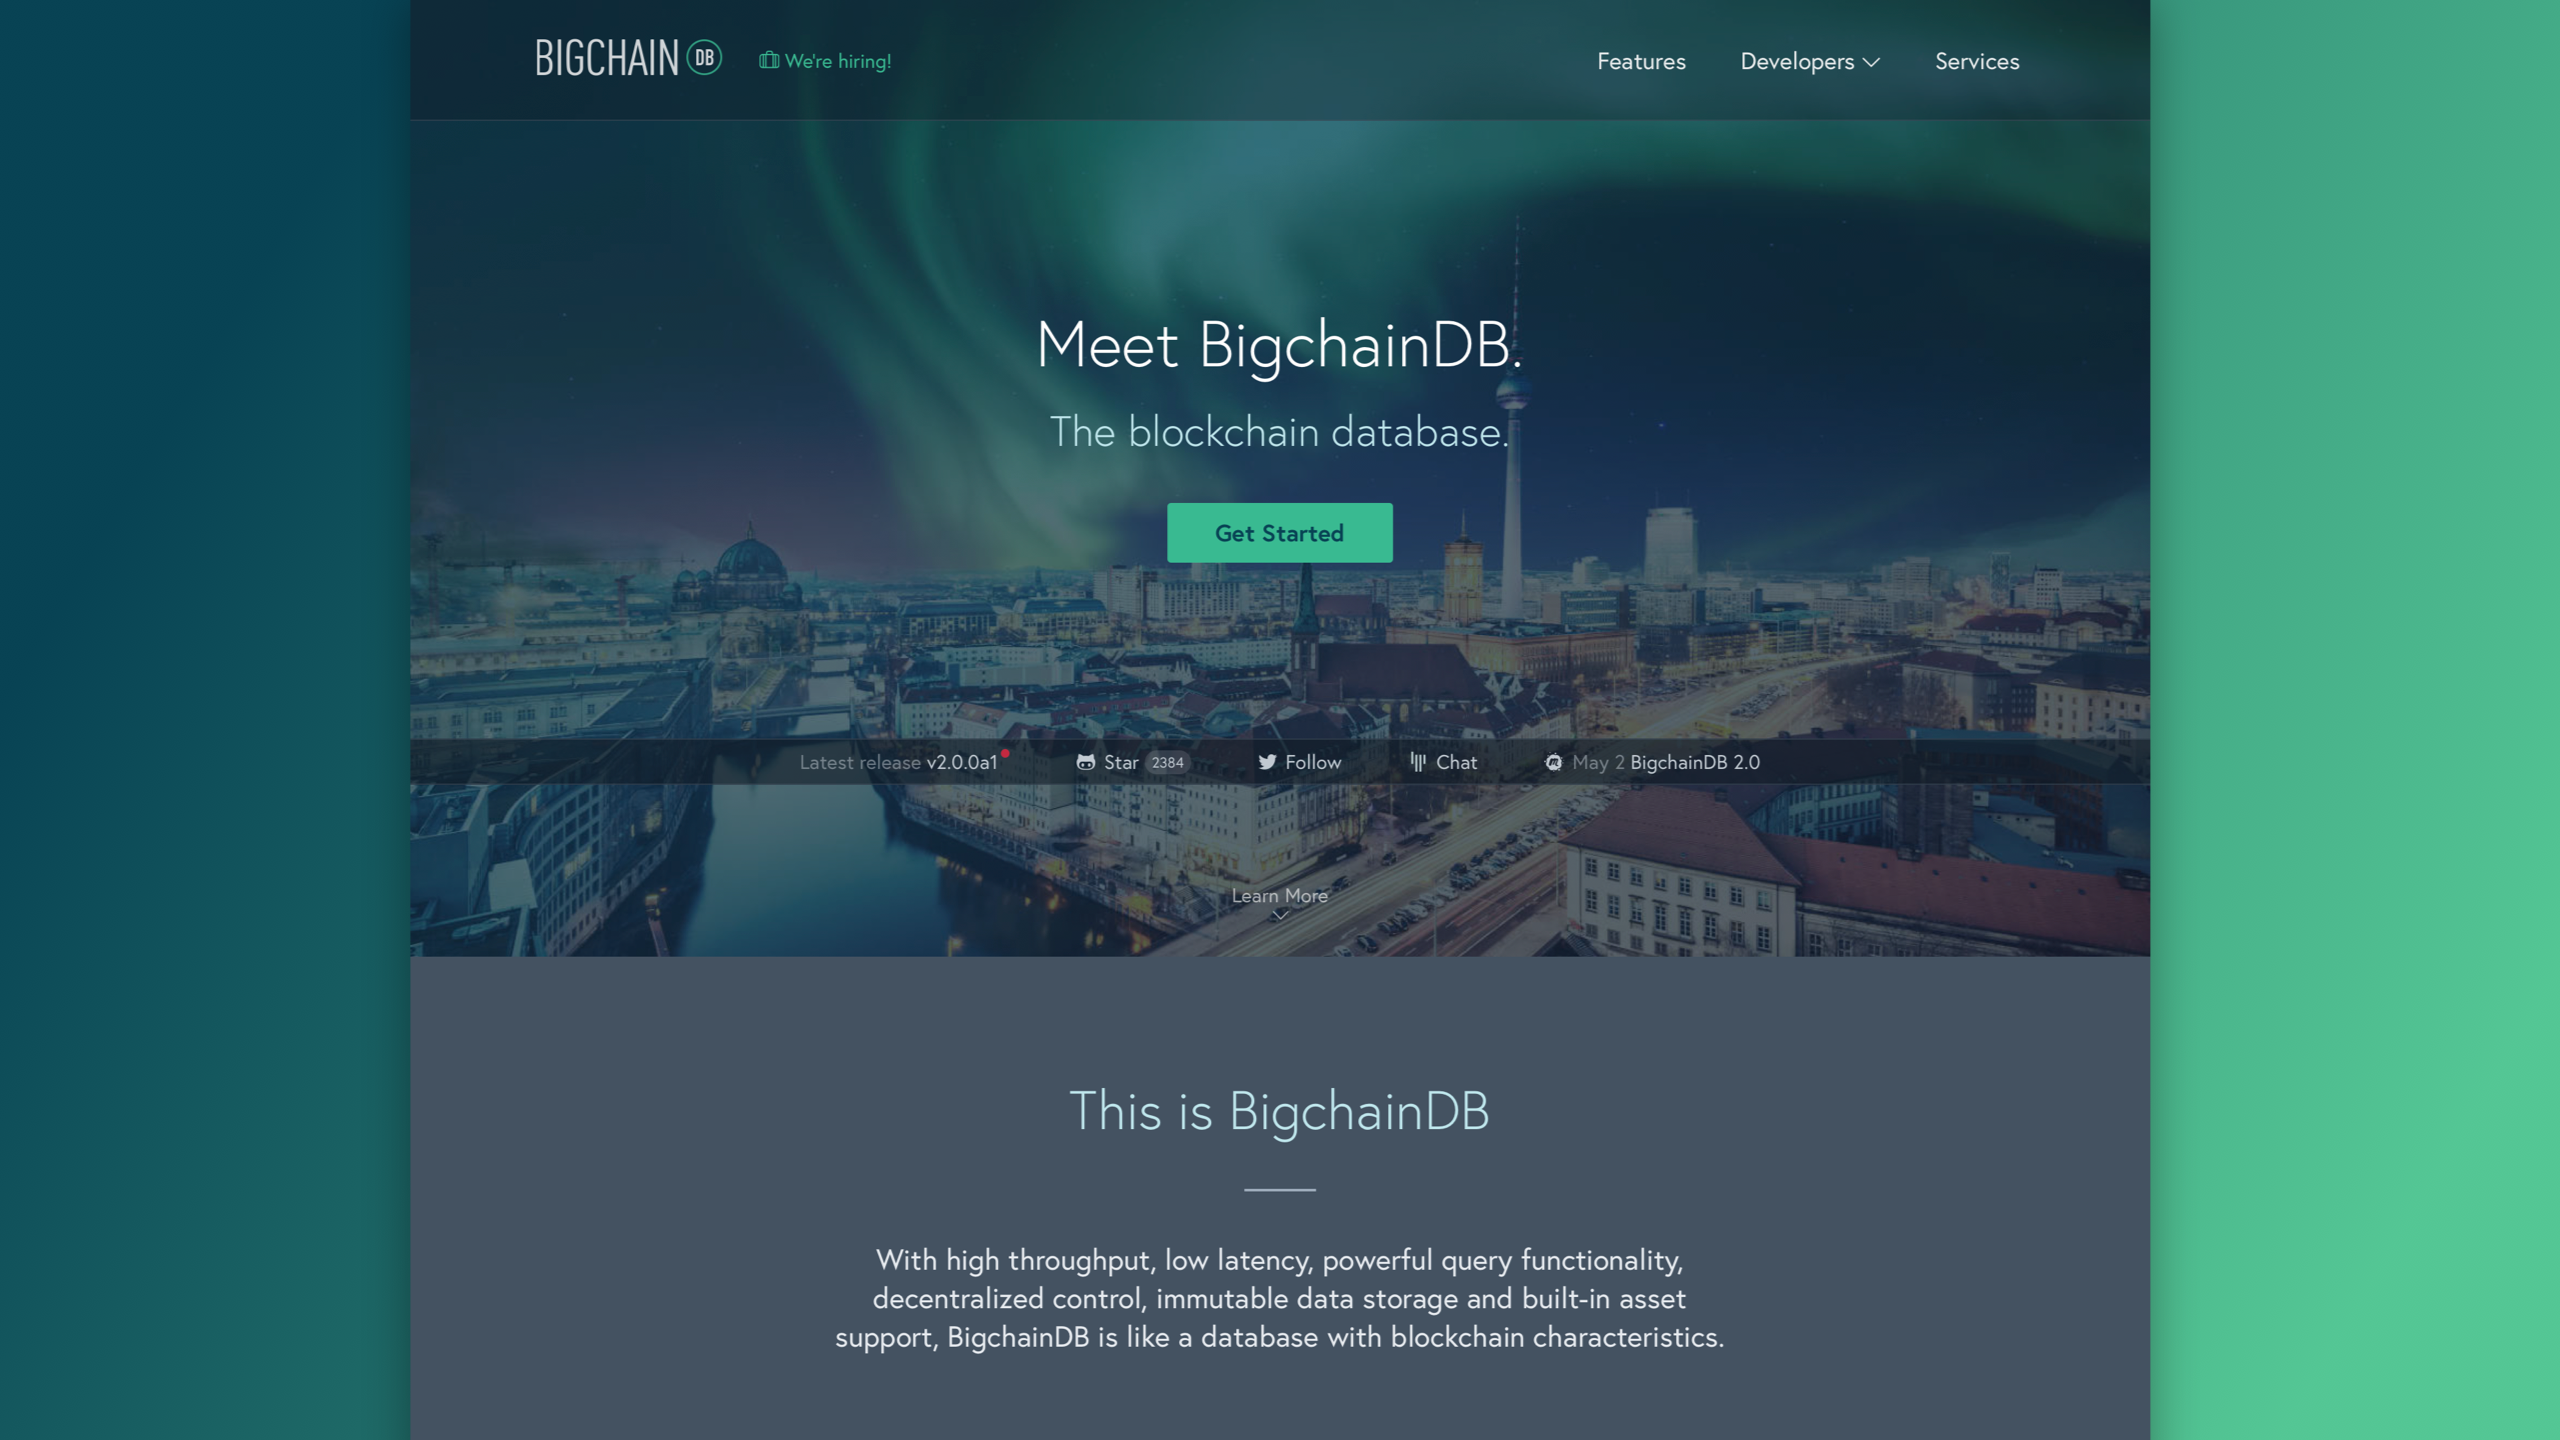 BIGCHAIN DB
We're hiring!
Features
Developers
Services
Meet BigchainDB.
The blockchain database.
Get Started
Latest release v2.0.0a1
Star 2384
Follow
Chat
May 2 BigchainDB 2.0
Learn More
This is BigchainDB
With high throughput, low latency, powerful query functionality,
decentralized control, immutable data storage and built-in asset
support, BigchainDB is like a database with blockchain characteristics.